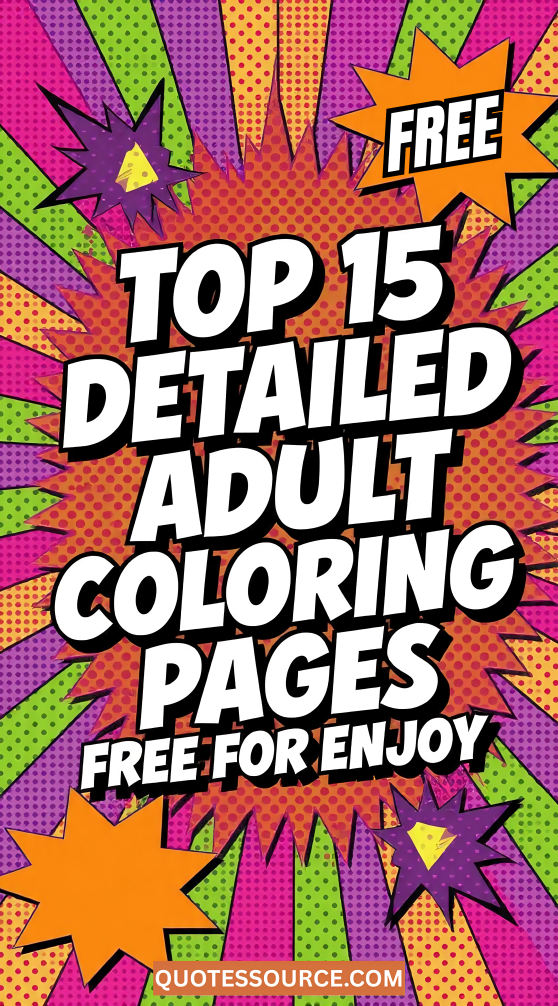 FREE
TOP 15
DETAILED
ADULT
COLORING
PAGES
FREE FOR ENJOY
QUOTESSOURCE.COM